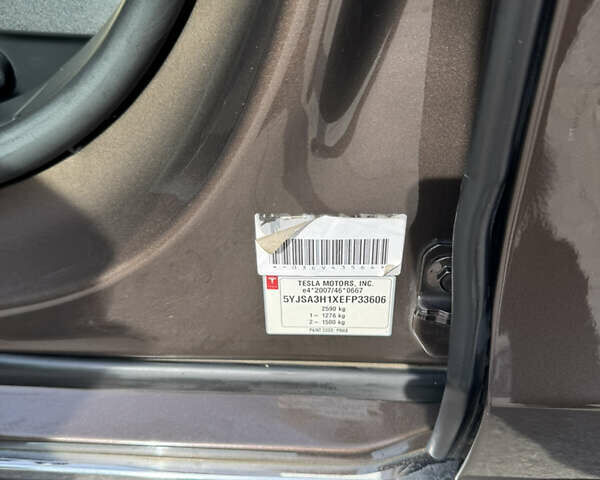 TESLA MOTORS, INC.
e4*2007/46*0667
5YJSA3H1XEFP33606
2590 kg
1- 1276 kg
2- 1500 kg